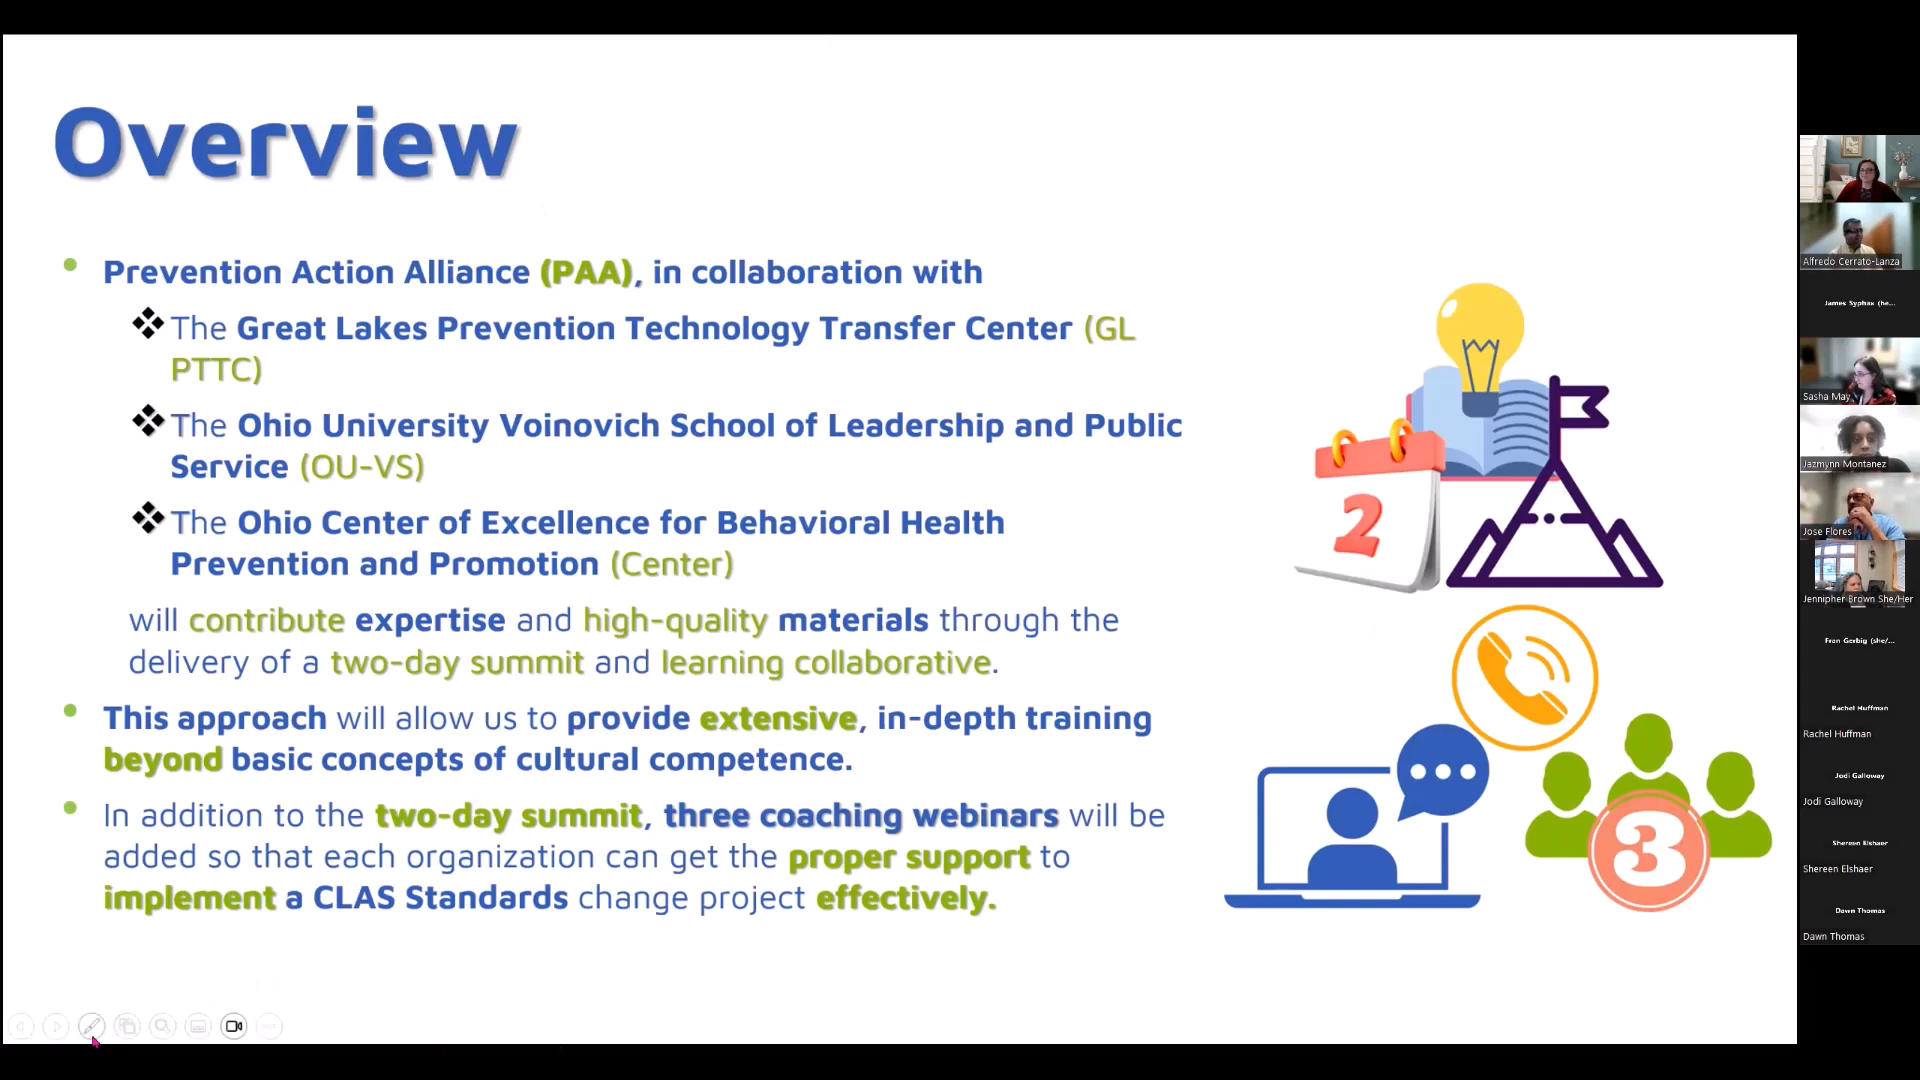 Overview
Prevention Action Alliance (PAA), in collaboration with
The Great Lakes Prevention Technology Transfer Center (GL
PTTC)
The Ohio University Voinovich School of Leadership and Public
Service (OU-VS)
The Ohio Center of Excellence for Behavioral Health
Prevention and Promotion (Center)
will contribute expertise and high-quality materials through the
delivery of a two-day summit and learning collaborative.
This approach will allow us to provide extensive, in-depth training
beyond basic concepts of cultural competence.
In addition to the two-day summit, three coaching webinars will be
added so that each organization can get the proper support to
implement a CLAS Standards change project effectively.
2
3
Alfredo Cerrato-Lanza
James Syphax (he...
Sasha May
Jazmynn Montanez
Jose Flores
Jennipher Brown She/Her
Fran Gerbig (she/...
Rachel Huffman
Rachel Huffman
Jodi Galloway
Jodi Galloway
Shereen Elshaer
Shereen Elshaer
Dawn Thomas
Dawn Thomas